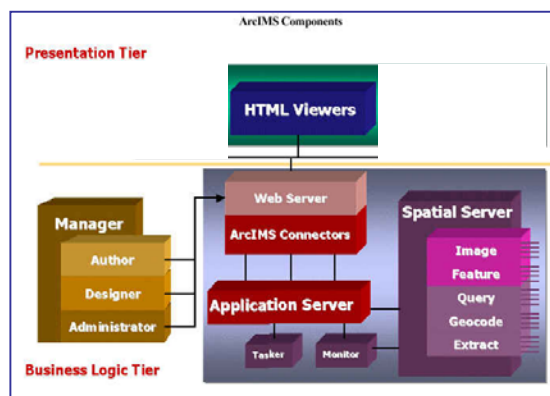 ArcIMS Components
Presentation Tier
HTML Viewers
Manager
Author
Designer
Administrator
Web Server
ArcIMS Connectors
Application Server
Tasker
Monitor
Spatial Server
Image
Feature
Query
Geocode
Extract
Business Logic Tier